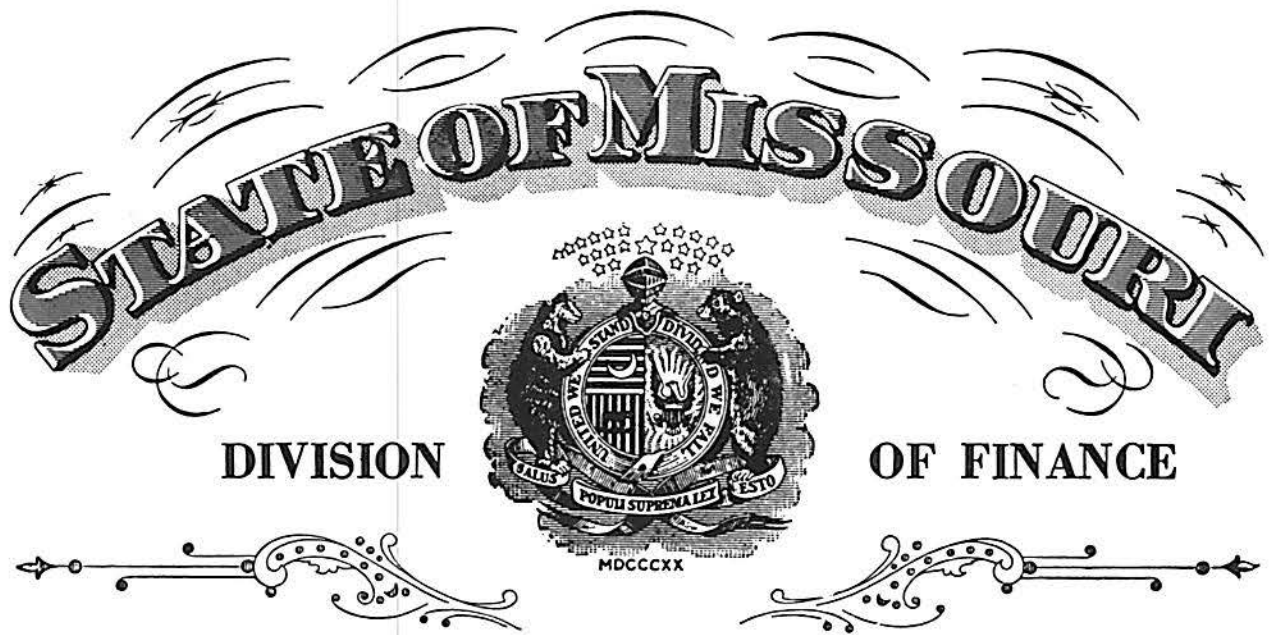 STATE OF MISSOURI
UNITED WE STAND DIVIDED WE FALL
DIVISION OF FINANCE
SALUS POPULI SUPREMA LEX ESTO
MDCCCXX